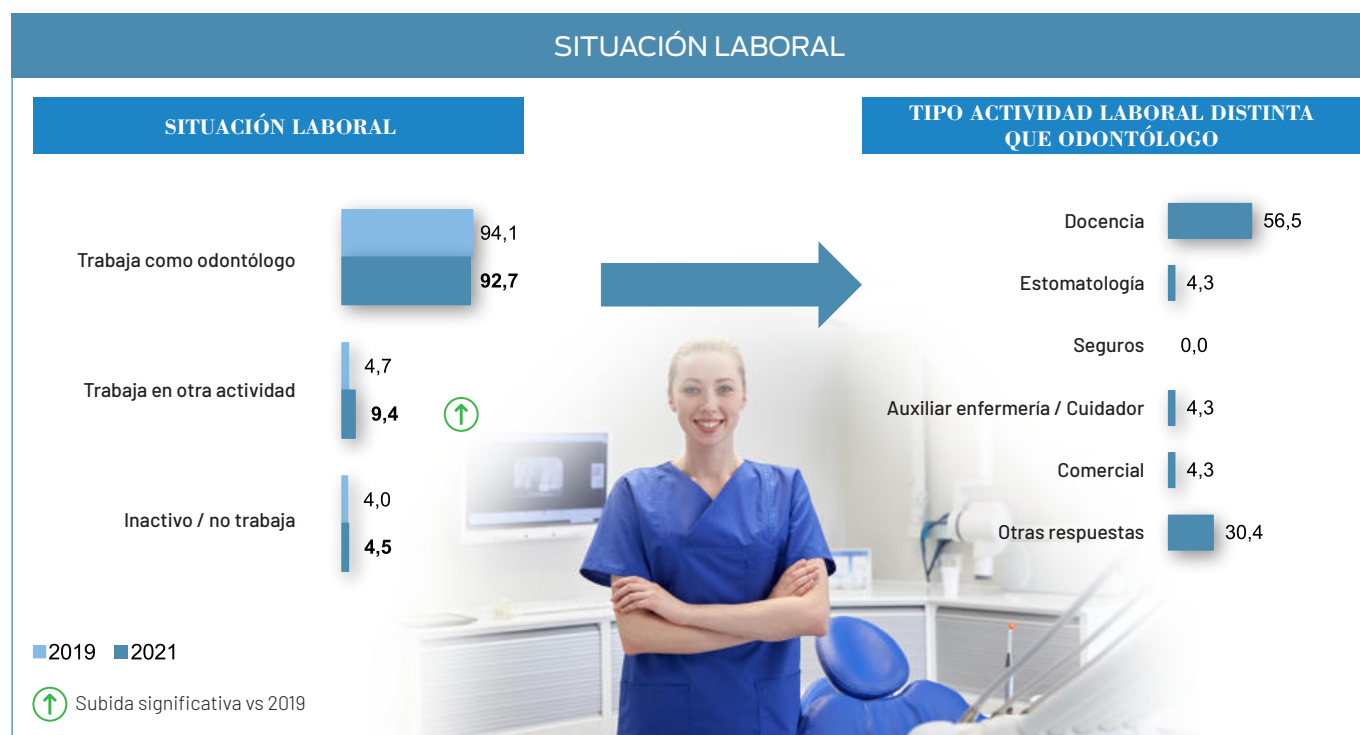 SITUACIÓN LABORAL
SITUACIÓN LABORAL
Trabaja como odontólogo
94,1
92,7
Trabaja en otra actividad
4,7
9,4
Inactivo / no trabaja
4,0
4,5
2019 2021
Subida significativa vs 2019
TIPO ACTIVIDAD LABORAL DISTINTA
QUE ODONTÓLOGO
Docencia 56,5
Estomatología 4,3
Seguros 0,0
Auxiliar enfermería / Cuidador 4,3
Comercial 4,3
Otras respuestas 30,4